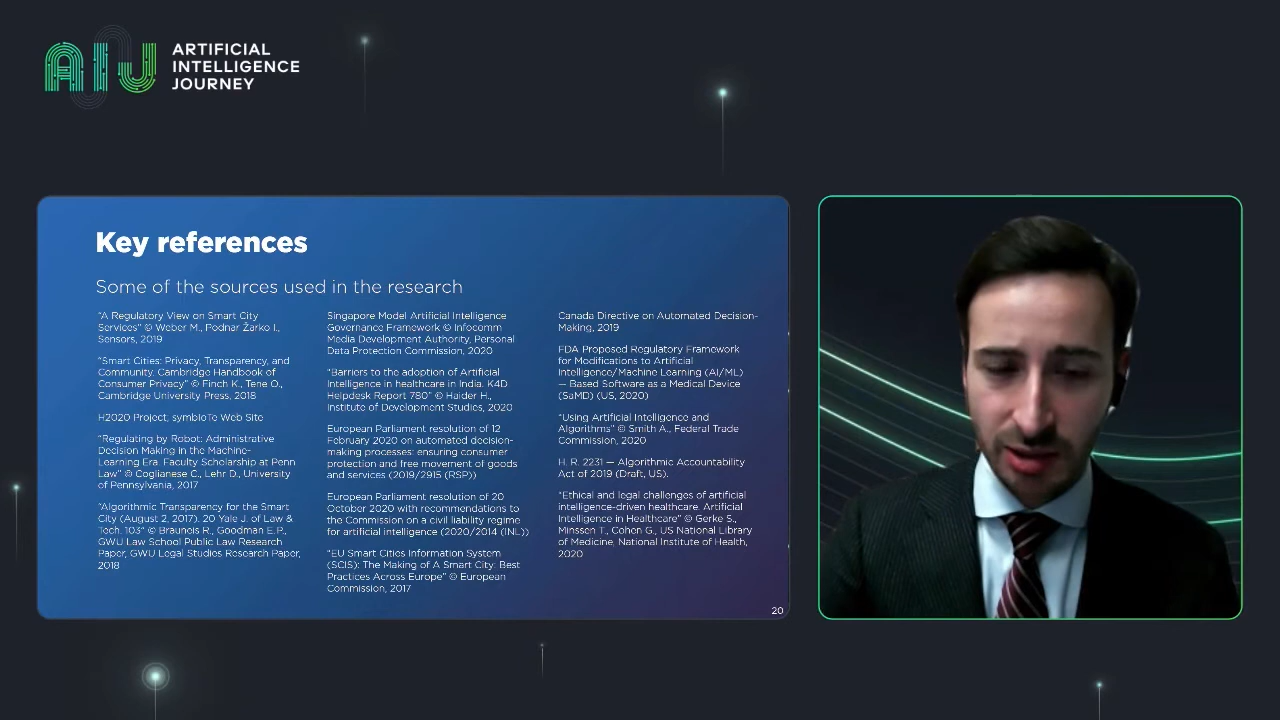 AIJ
ARTIFICIAL
INTELLIGENCE
JOURNEY
Key references
Some of the sources used in the research
"A Regulatory View on Smart City
Services" © Weber M., Podnar Žarko I.,
Sensors, 2019
"Smart Cities: Privacy, Transparency, and
Community. Cambridge Handbook of
Consumer Privacy" © Finch K., Tene O.,
Cambridge University Press, 2018
H2020 Project, symbIoTe Web Site
"Regulating by Robot: Administrative
Decision Making in the Machine-
Learning Era. Faculty Scholarship at Penn
Law" © Coglianese C., Lehr D., University
of Pennsylvania, 2017
"Algorithmic Transparency for the Smart
City (August 2, 2017). 20 Yale J. of Law &
Tech. 103" © Brauneis R., Goodman E.P.,
GWU Law School Public Law Research
Paper, GWU Legal Studies Research Paper,
2018
Singapore Model Artificial Intelligence
Governance Framework © Infocomm
Media Development Authority, Personal
Data Protection Commission, 2020
"Barriers to the adoption of Artificial
Intelligence in healthcare in India. K4D
Helpdesk Report 780" © Haider H.,
Institute of Development Studies, 2020
European Parliament resolution of 12
February 2020 on automated decision-
making processes: ensuring consumer
protection and free movement of goods
and services (2019/2915 (RSP))
European Parliament resolution of 20
October 2020 with recommendations to
the Commission on a civil liability regime
for artificial intelligence (2020/2014 (INL))
"EU Smart Cities Information System
(SCIS): The Making of A Smart City: Best
Practices Across Europe" © European
Commission, 2017
Canada Directive on Automated Decision-
Making, 2019
FDA Proposed Regulatory Framework
for Modifications to Artificial
Intelligence/Machine Learning (AI/ML)
— Based Software as a Medical Device
(SaMD) (US, 2020)
"Using Artificial Intelligence and
Algorithms" © Smith A., Federal Trade
Commission, 2020
H. R. 2231 — Algorithmic Accountability
Act of 2019 (Draft, US).
"Ethical and legal challenges of artificial
intelligence-driven healthcare. Artificial
Intelligence in Healthcare" © Gerke S.,
Minssen T., Cohen G., US National Library
of Medicine, National Institute of Health,
2020
20